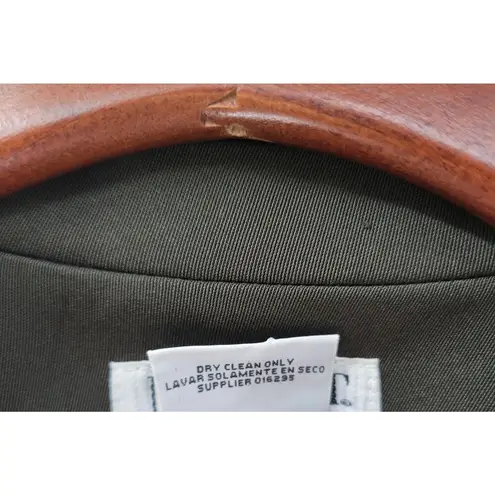 DRY CLEAN ONLY
LAVAR SOLAMENTE EN SECO
SUPPLIER 016295